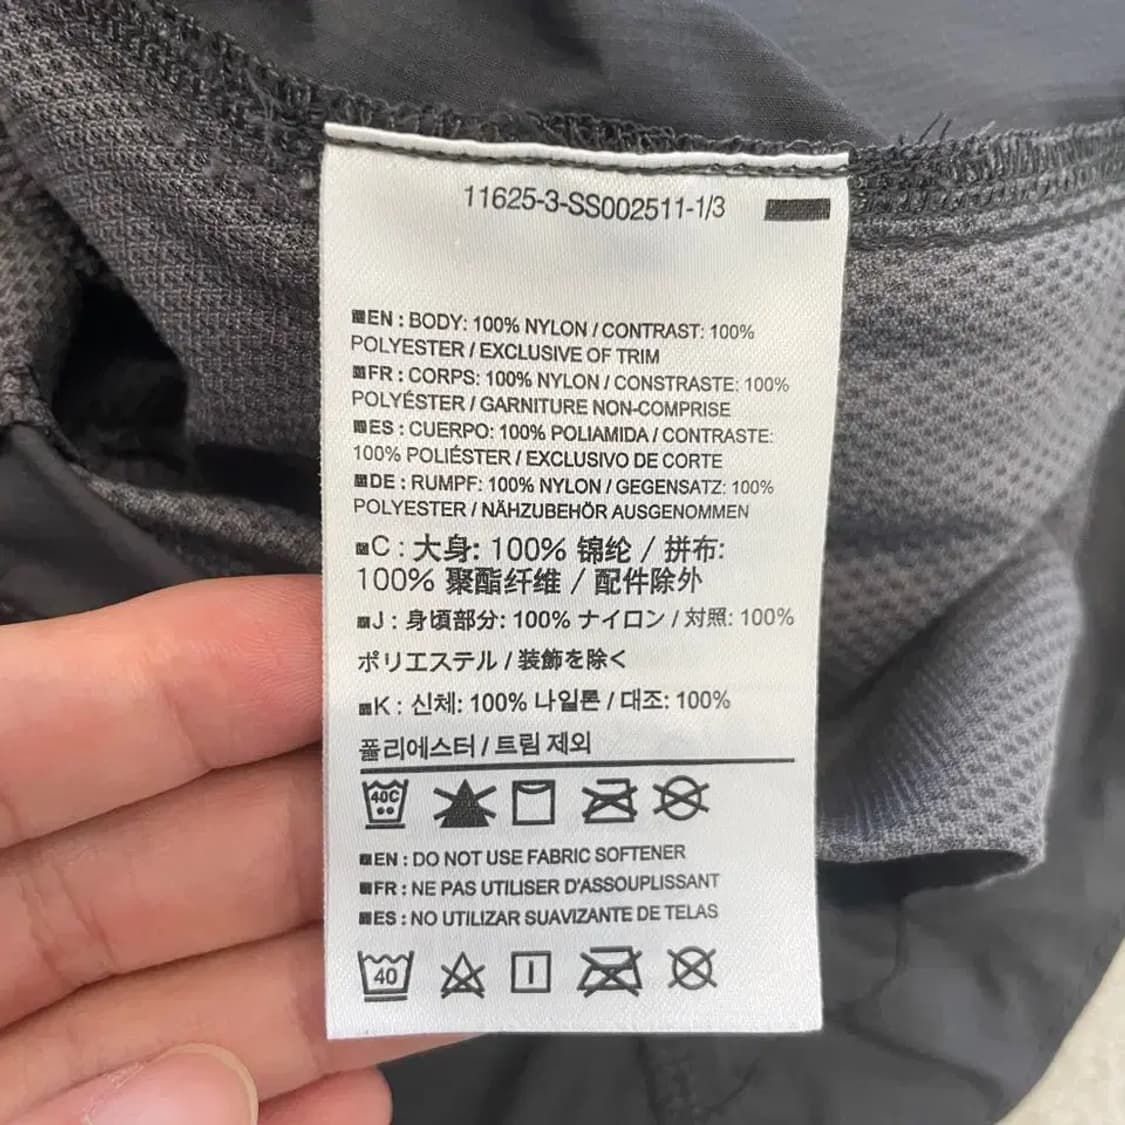 11625-3-SS002511-1/3
EN : BODY: 100% NYLON / CONTRAST: 100%
POLYESTER / EXCLUSIVE OF TRIM
FR : CORPS: 100% NYLON / CONSTRASTE: 100%
POLYÉSTER / GARNITURE NON-COMPRISE
ES : CUERPO: 100% POLIAMIDA / CONTRASTE:
100% POLIÉSTER / EXCLUSIVO DE CORTE
DE : RUMPF: 100% NYLON / GEGENSATZ: 100%
POLYESTER / NÄHZUBEHÖR AUSGENOMMEN
C : 大身: 100% 锦纶 / 拼布:
100% 聚酯纤维 / 配件除外
J : 身頃部分: 100% ナイロン / 対照: 100%
ポリエステル / 装飾を除く
K : 신체: 100% 나일론 / 대조: 100%
폴리에스터 / 트림 제외
40C
EN : DO NOT USE FABRIC SOFTENER
FR : NE PAS UTILISER D'ASSOUPLISSANT
ES : NO UTILIZAR SUAVIZANTE DE TELAS
40